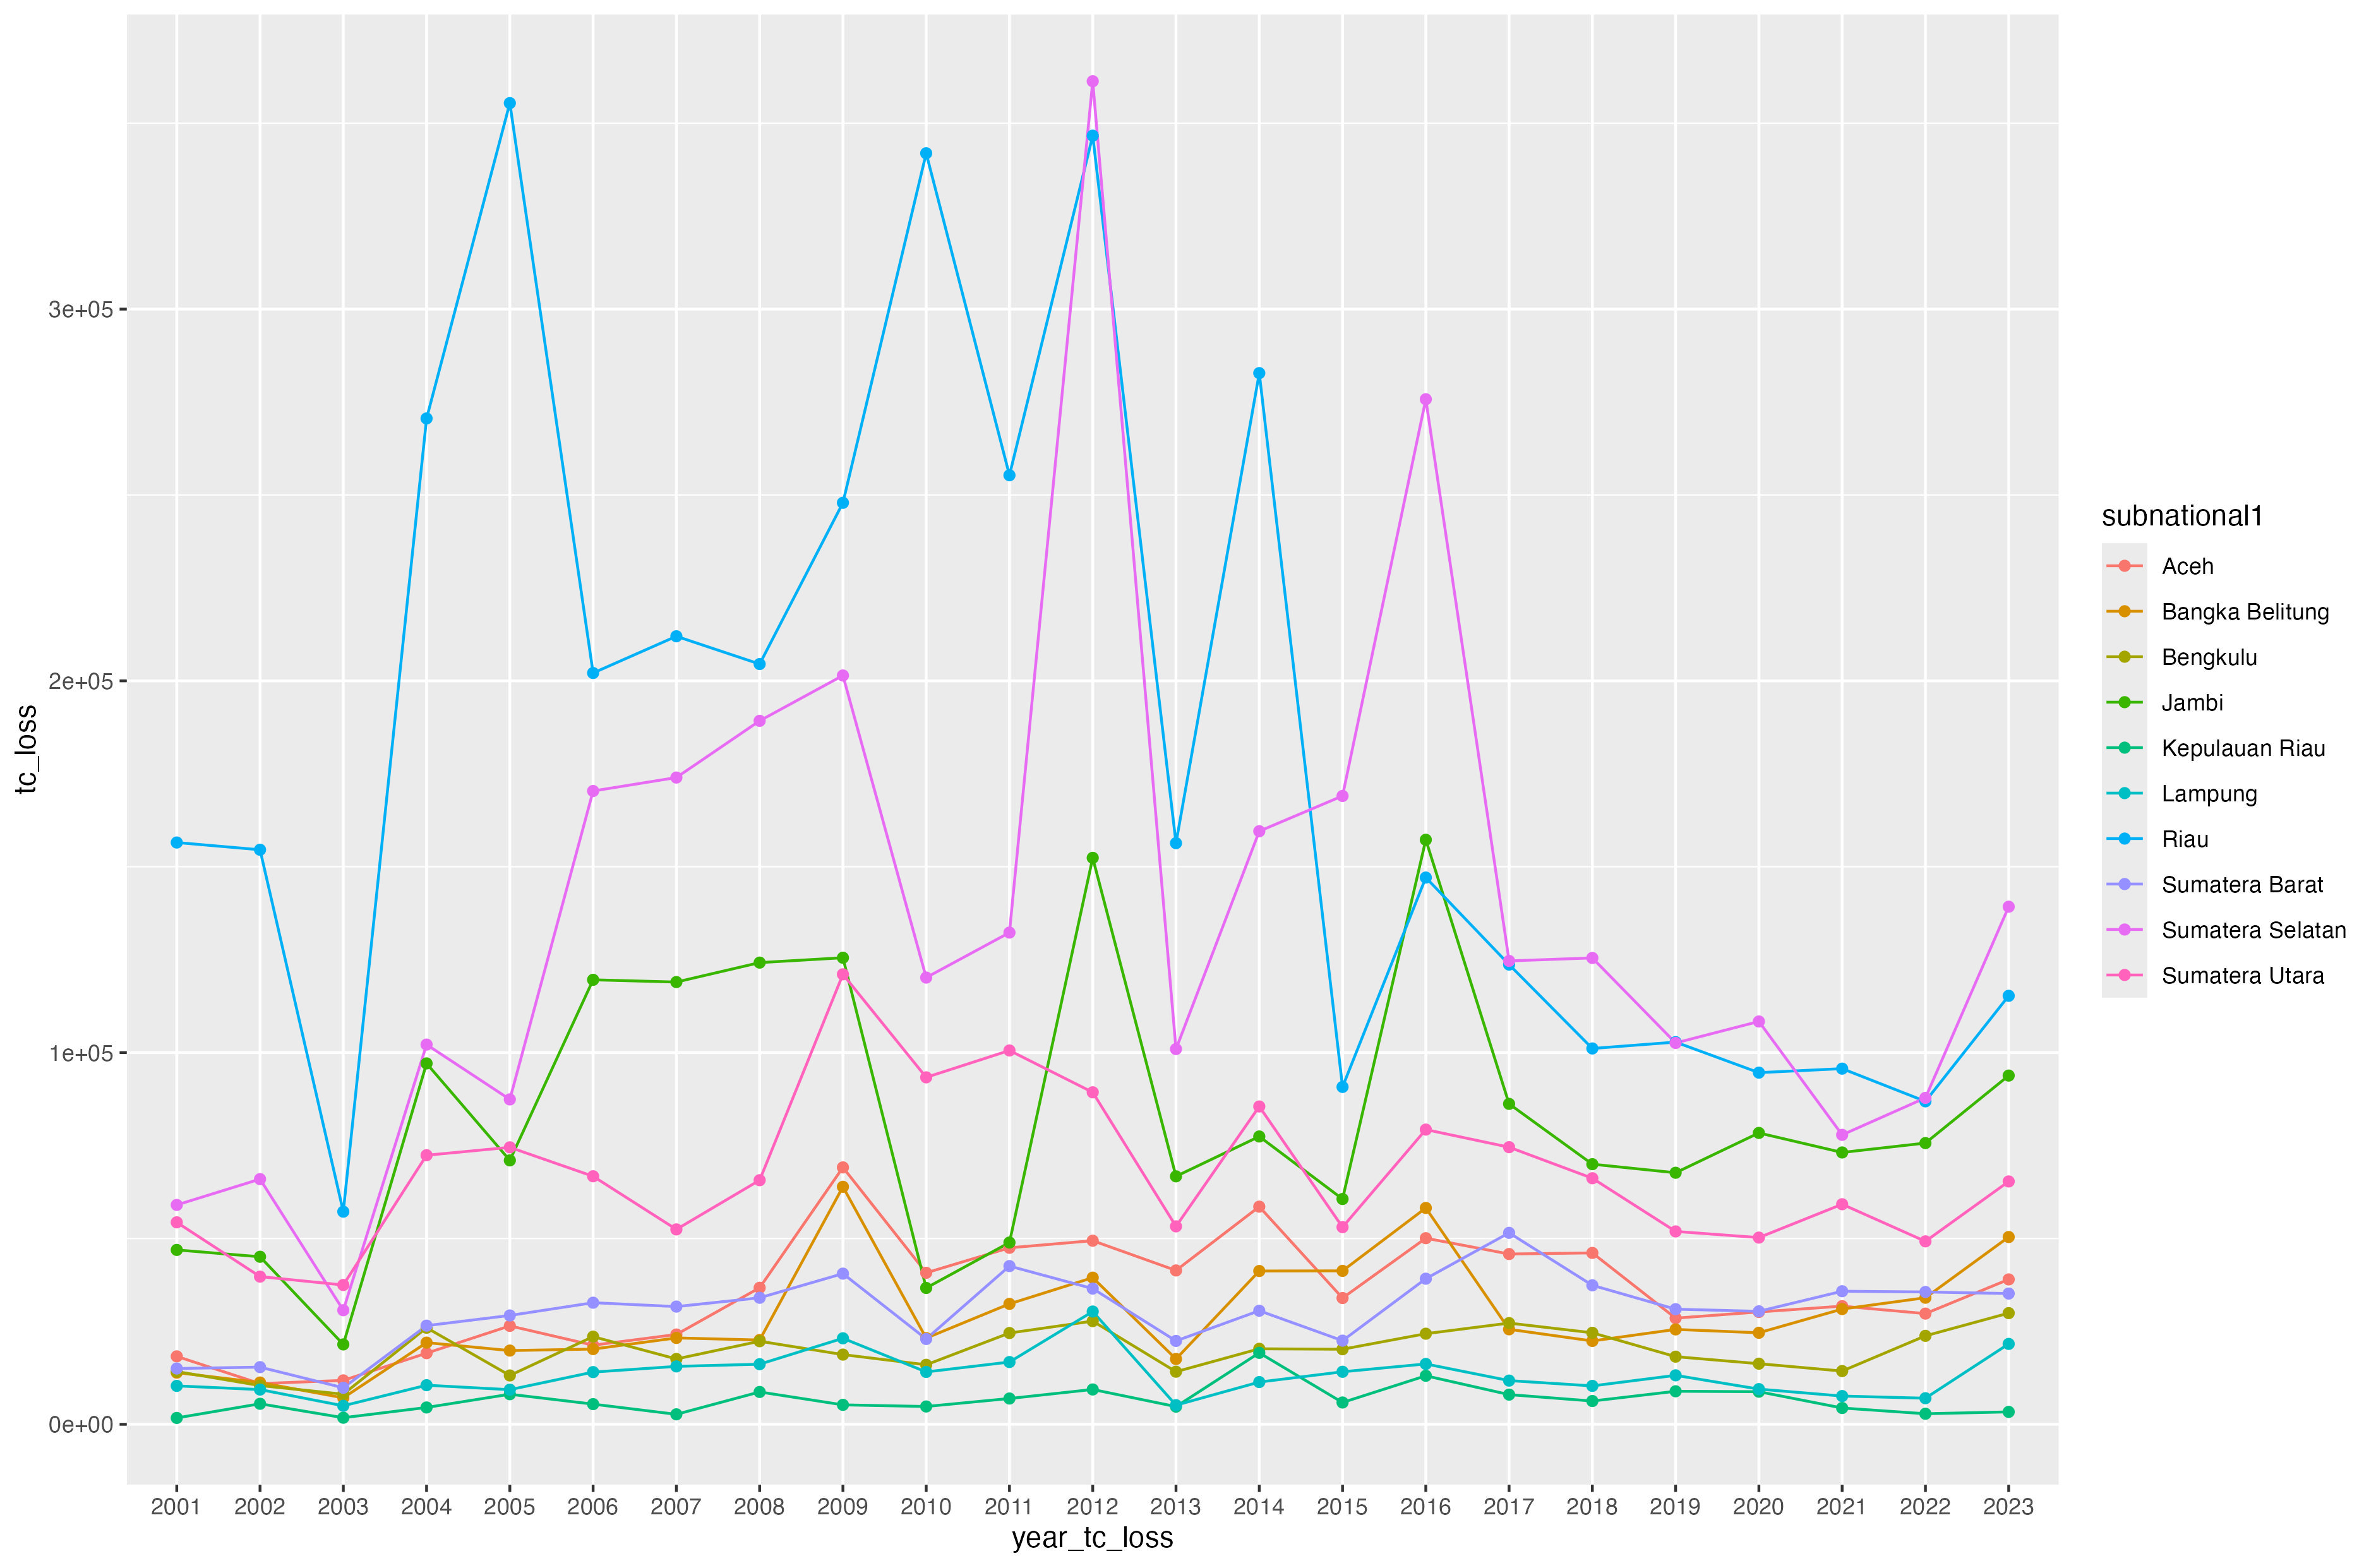 tc_loss
3e+05
2e+05
1e+05
0e+00
2001 2002 2003 2004 2005 2006 2007 2008 2009 2010 2011 2012 2013 2014 2015 2016 2017 2018 2019 2020 2021 2022 2023
year_tc_loss
subnational1
Aceh
Bangka Belitung
Bengkulu
Jambi
Kepulauan Riau
Lampung
Riau
Sumatera Barat
Sumatera Selatan
Sumatera Utara